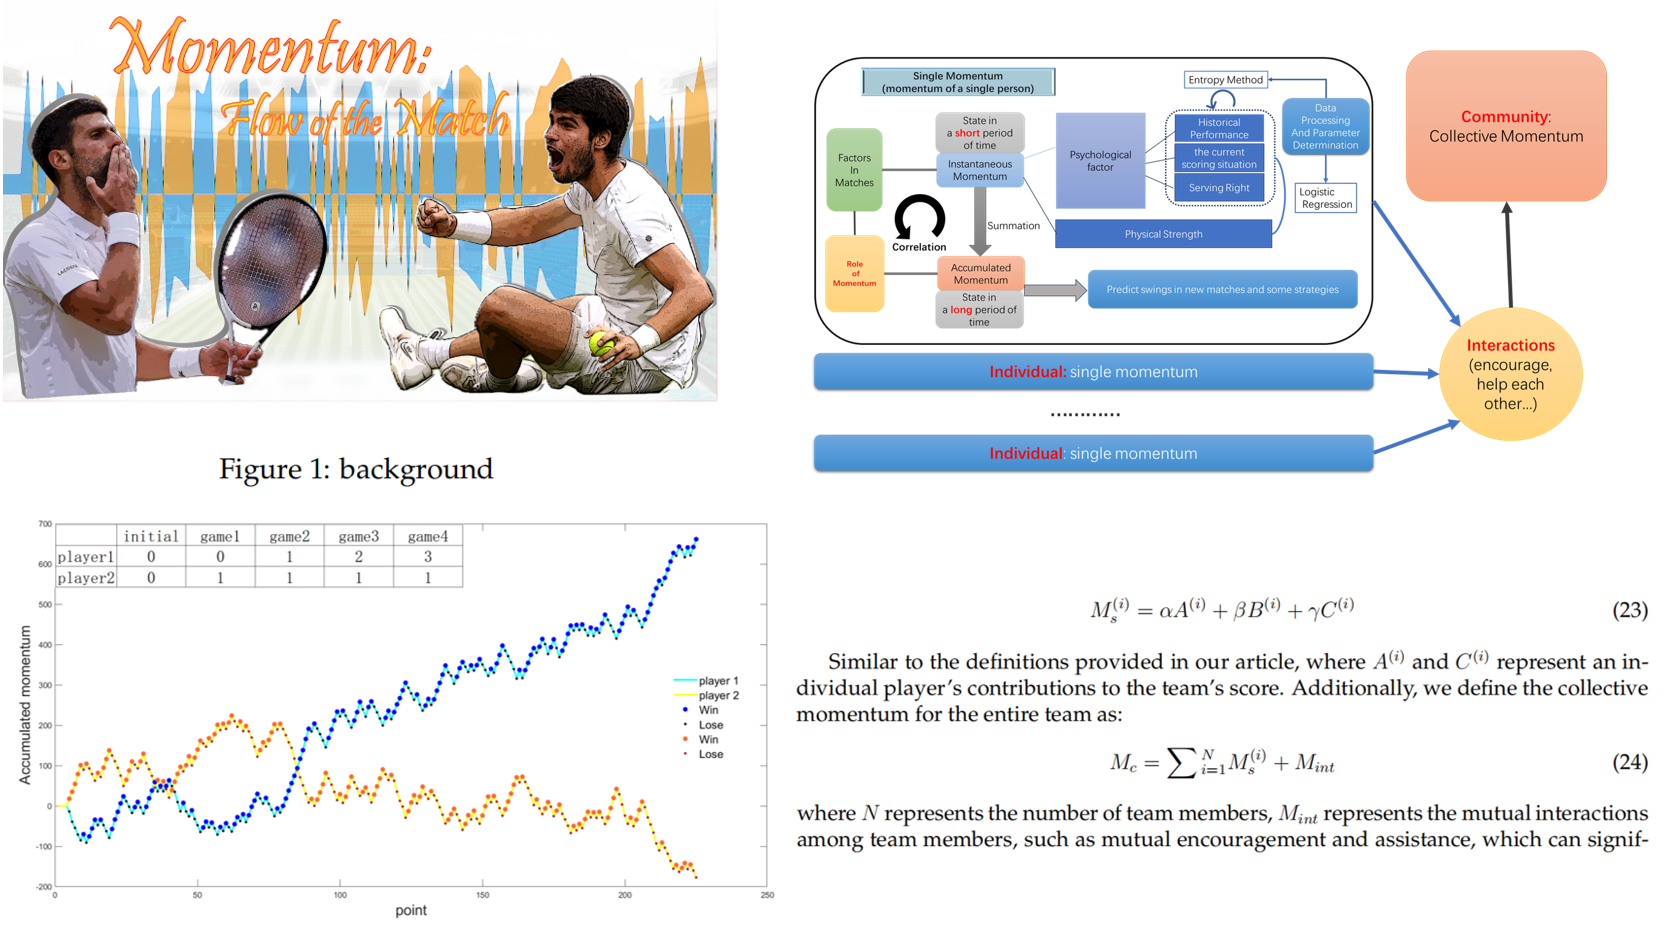 Momentum:
Flow of the Match
LACOSTE
Figure 1: background
Single Momentum
(momentum of a single person)
Factors
In
Matches
Role
of
Momentum
Correlation
State in
a short period
of time
Instantaneous
Momentum
Summation
Accumulated
Momentum
State in
a long period of
time
Psychological
factor
Entropy Method
Historical
Performance
the current
scoring situation
Serving Right
Physical Strength
Data
Processing
And Parameter
Determination
Logistic
Regression
Predict swings in new matches and some strategies
Individual: single momentum
............
Individual: single momentum
Community:
Collective Momentum
Interactions
(encourage,
help each
other...)
initial game1 game2 game3 game4
player1 0 0 1 2 3
player2 0 1 1 1 1
Accumulated momentum
700
600
500
400
300
200
100
0
-100
-200
0 50 100 150 200 250
point
player 1
player 2
Win
Lose
Win
Lose
M_s^{(i)} = αA^{(i)} + βB^{(i)} + γC^{(i)} (23)
Similar to the definitions provided in our article, where A^{(i)} and C^{(i)} represent an in-
dividual player's contributions to the team's score. Additionally, we define the collective
momentum for the entire team as:
M_c = ∑_{i=1}^{N} M_s^{(i)} + M_{int} (24)
where N represents the number of team members, M_{int} represents the mutual interactions
among team members, such as mutual encouragement and assistance, which can signif-